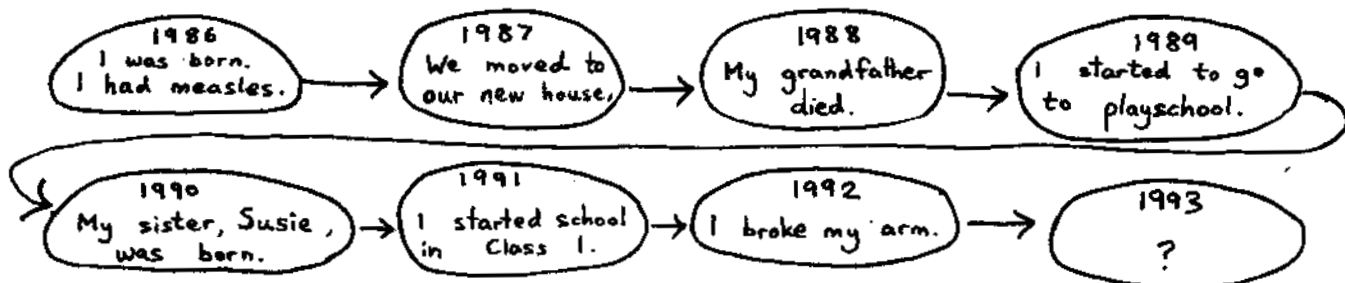 1986
I was born.
I had measles.
1987
We moved to
our new house.
1988
My grandfather
died.
1989
I started to go
to playschool.
1990
My sister, Susie,
was born.
1991
I started school
in Class 1.
1992
I broke my arm.
1993
?